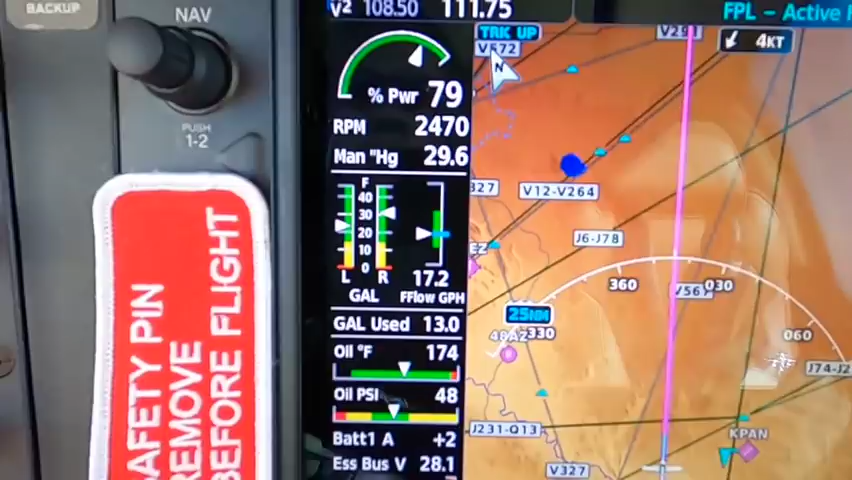 BACKUP
NAV
PUSH
1-2
SAFETY PIN
REMOVE
BEFORE FLIGHT
V2 108.50 111.75
% Pwr 79
RPM 2470
Man "Hg 29.6
F
40
30
20
10
0
L R
GAL
17.2
FFlow GPH
GAL Used 13.0
Oil °F 174
Oil PSI 48
Batt1 A +2
Ess Bus V 28.1
FPL – Active
TRK UP
V572
N
V291
4KT
327
V12-V264
J6-J78
EZ
360
V567
030
25NM
330
48AZ
060
J74-J2
J231-Q13
KPAN
V327